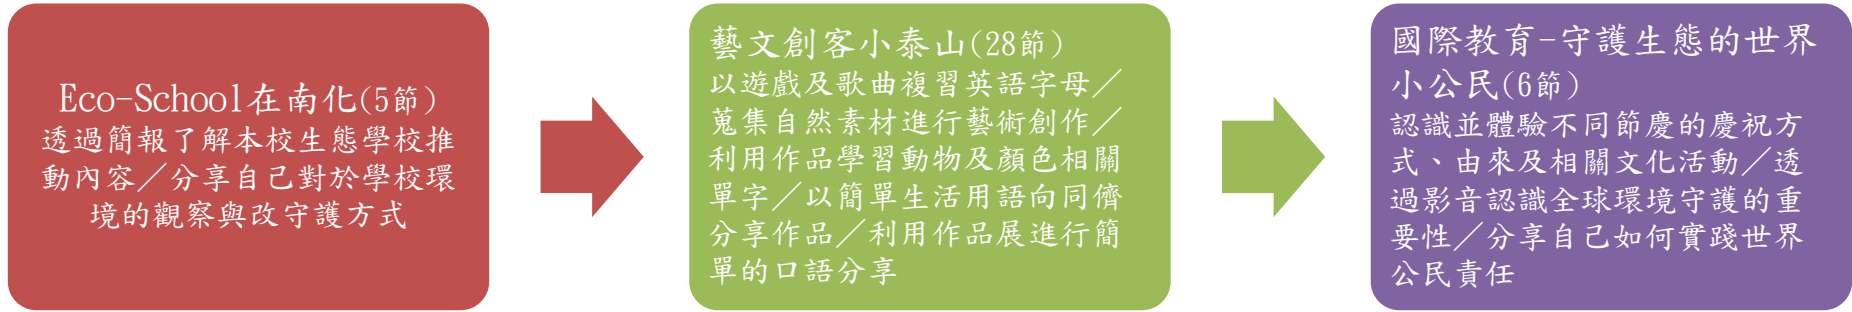 Eco-School在南化(5節)
透過簡報了解本校生態學校推
動內容／分享自己對於學校環
境的觀察與改守護方式
藝文創客小泰山(28節)
以遊戲及歌曲複習英語字母／
蒐集自然素材進行藝術創作／
利用作品學習動物及顏色相關
單字／以簡單生活用語向同儕
分享作品／利用作品展進行簡
單的口語分享
國際教育-守護生態的世界
小公民(6節)
認識並體驗不同節慶的慶祝方
式、由來及相關文化活動／透
過影音認識全球環境守護的重
要性／分享自己如何實踐世界
公民責任